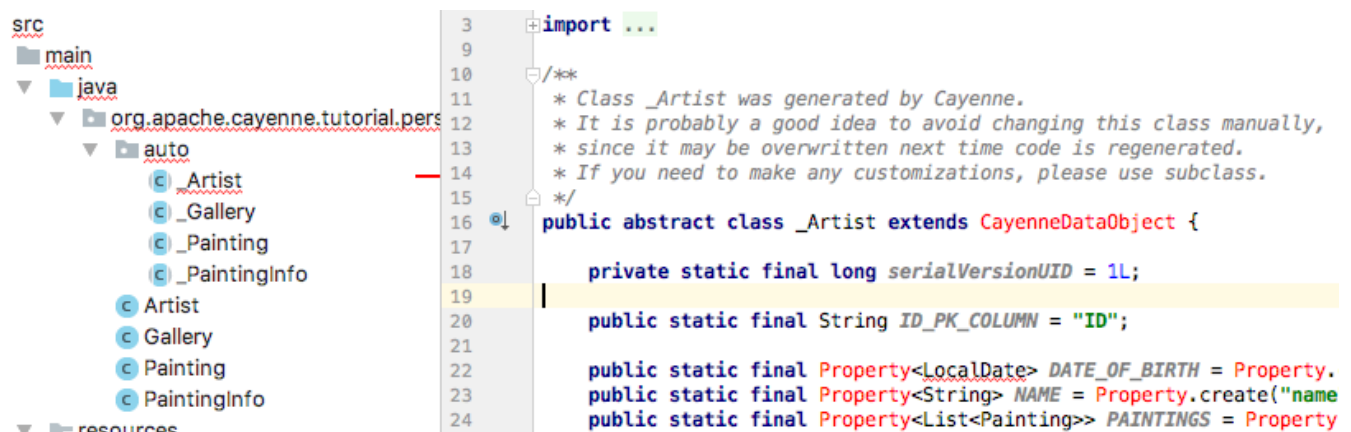 src
main
java
org.apache.cayenne.tutorial.pers
auto
_Artist
_Gallery
_Painting
_PaintingInfo
Artist
Gallery
Painting
PaintingInfo
resources
3 import ...
9
10 /**
11 * Class _Artist was generated by Cayenne.
12 * It is probably a good idea to avoid changing this class manually,
13 * since it may be overwritten next time code is regenerated.
14 * If you need to make any customizations, please use subclass.
15 */
16 public abstract class _Artist extends CayenneDataObject {
17
18 private static final long serialVersionUID = 1L;
19
20 public static final String ID_PK_COLUMN = "ID";
21
22 public static final Property<LocalDate> DATE_OF_BIRTH = Property.
23 public static final Property<String> NAME = Property.create("name
24 public static final Property<List<Painting>> PAINTINGS = Property